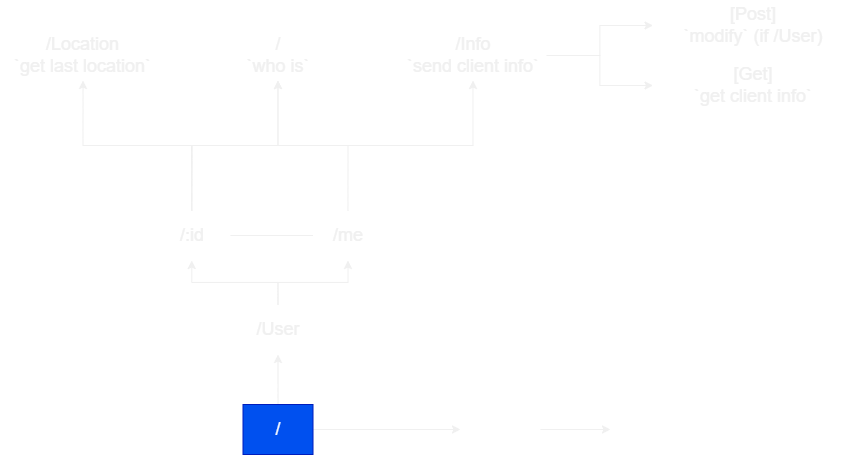 [Post]
`modify` (if /User)
/Location
`get last location`
/
`who is`
/Info
`send client info`
[Get]
`get client info`
/:id
/me
/User
/